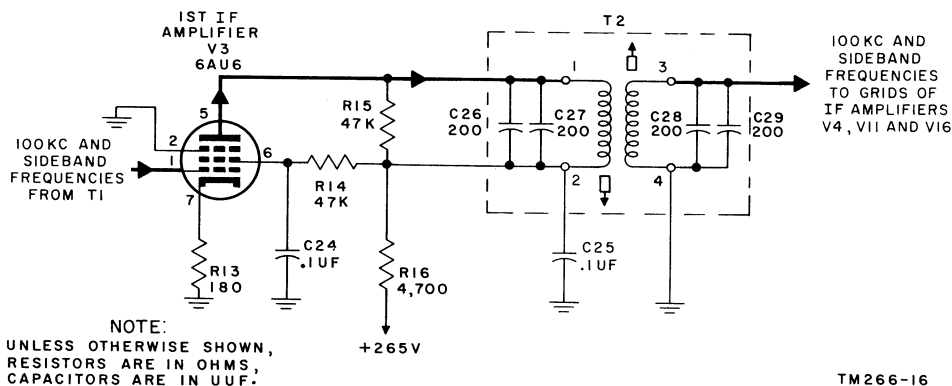 1ST IF
AMPLIFIER
V3
6AU6
T2
100KC AND
SIDEBAND
FREQUENCIES
TO GRIDS OF
IF AMPLIFIERS
V4, V11 AND V16
5
2
1
6
7
100KC AND
SIDEBAND
FREQUENCIES
FROM T1
R15
47K
R14
47K
C26
200
C27
200
C28
200
C29
200
1
3
2
4
R13
180
C24
.1UF
R16
4,700
C25
.1UF
+265V
NOTE:
UNLESS OTHERWISE SHOWN,
RESISTORS ARE IN OHMS,
CAPACITORS ARE IN UUF.
TM266-16